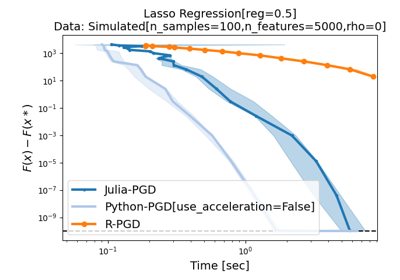 Lasso Regression[reg=0.5]
Data: Simulated[n_samples=100,n_features=5000,rho=0]
F(x) − F(x*)
10³
10¹
10⁻¹
10⁻³
10⁻⁵
10⁻⁷
10⁻⁹
Julia-PGD
Python-PGD[use_acceleration=False]
R-PGD
10⁻¹ 10⁰
Time [sec]